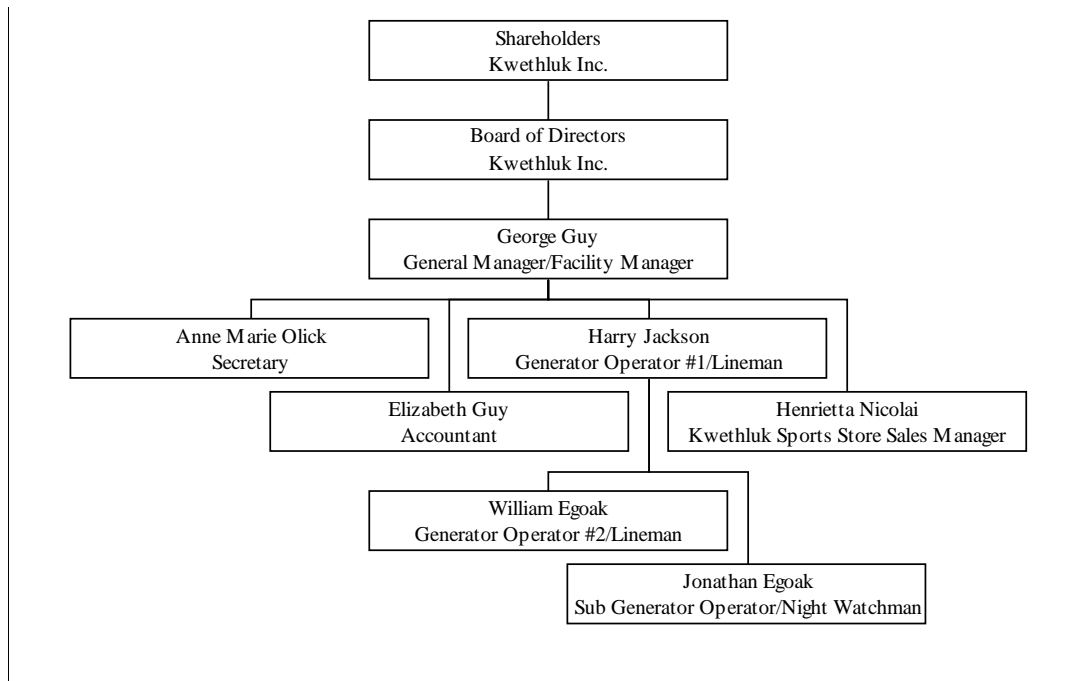 Shareholders
Kwethluk Inc.
Board of Directors
Kwethluk Inc.
George Guy
General Manager/Facility Manager
Anne Marie Olick
Secretary
Harry Jackson
Generator Operator #1/Lineman
Elizabeth Guy
Accountant
Henrietta Nicolai
Kwethluk Sports Store Sales Manager
William Egoak
Generator Operator #2/Lineman
Jonathan Egoak
Sub Generator Operator/Night Watchman